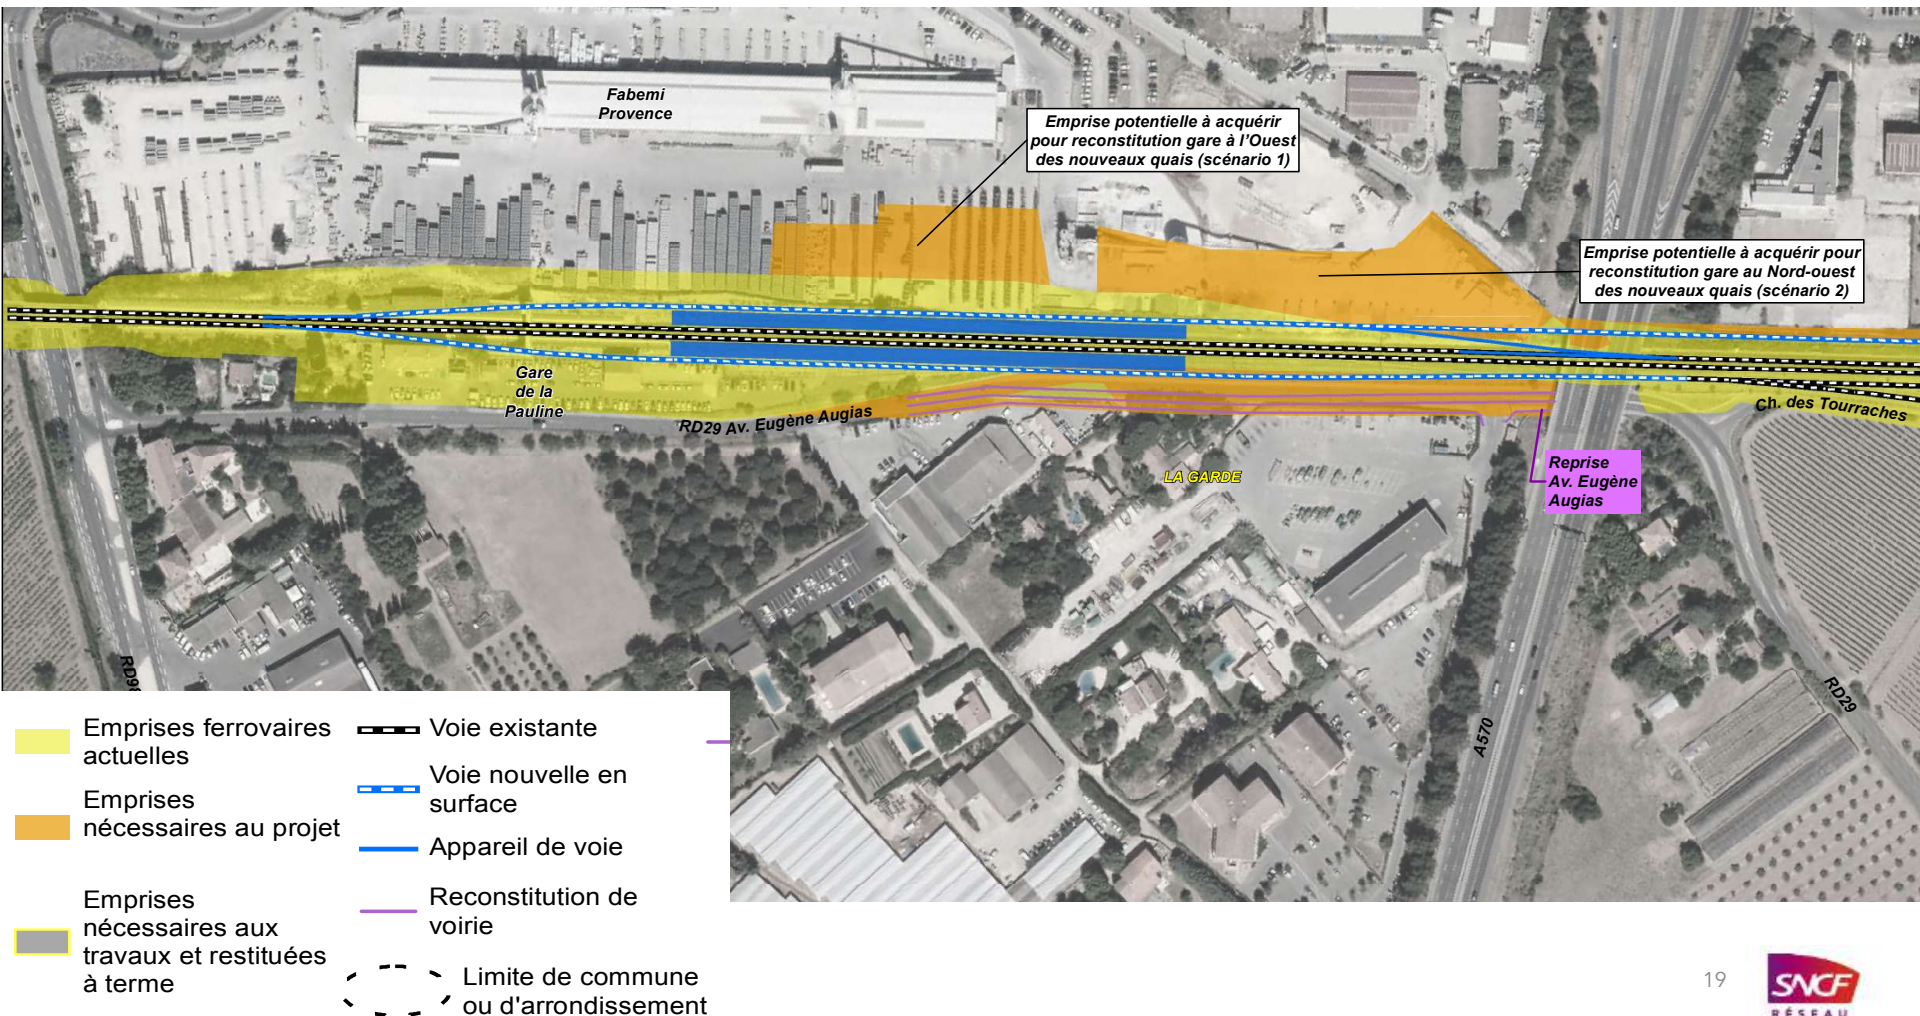 Fabemi
Provence
Emprise potentielle à acquérir
pour reconstitution gare à l'Ouest
des nouveaux quais (scénario 1)
Emprise potentielle à acquérir pour
reconstitution gare au Nord-ouest
des nouveaux quais (scénario 2)
Gare
de la
Pauline
RD29 Av. Eugène Augias
Ch. des Tourraches
LA GARDE
Reprise
Av. Eugène
Augias
RD98
RD29
A570
Emprises ferrovaires
actuelles
Emprises
nécessaires au projet
Emprises
nécessaires aux
travaux et restituées
à terme
Voie existante
Voie nouvelle en
surface
Appareil de voie
Reconstitution de
voirie
Limite de commune
ou d'arrondissement
19
SNCF
RÉSEAU